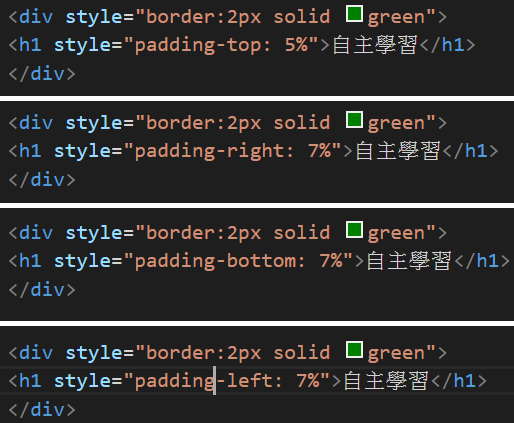 <div style="border:2px solid green">
<h1 style="padding-top: 5%">自主學習</h1>
</div>
<div style="border:2px solid green">
<h1 style="padding-right: 7%">自主學習</h1>
</div>
<div style="border:2px solid green">
<h1 style="padding-bottom: 7%">自主學習</h1>
</div>
<div style="border:2px solid green">
<h1 style="padding-left: 7%">自主學習</h1>
</div>